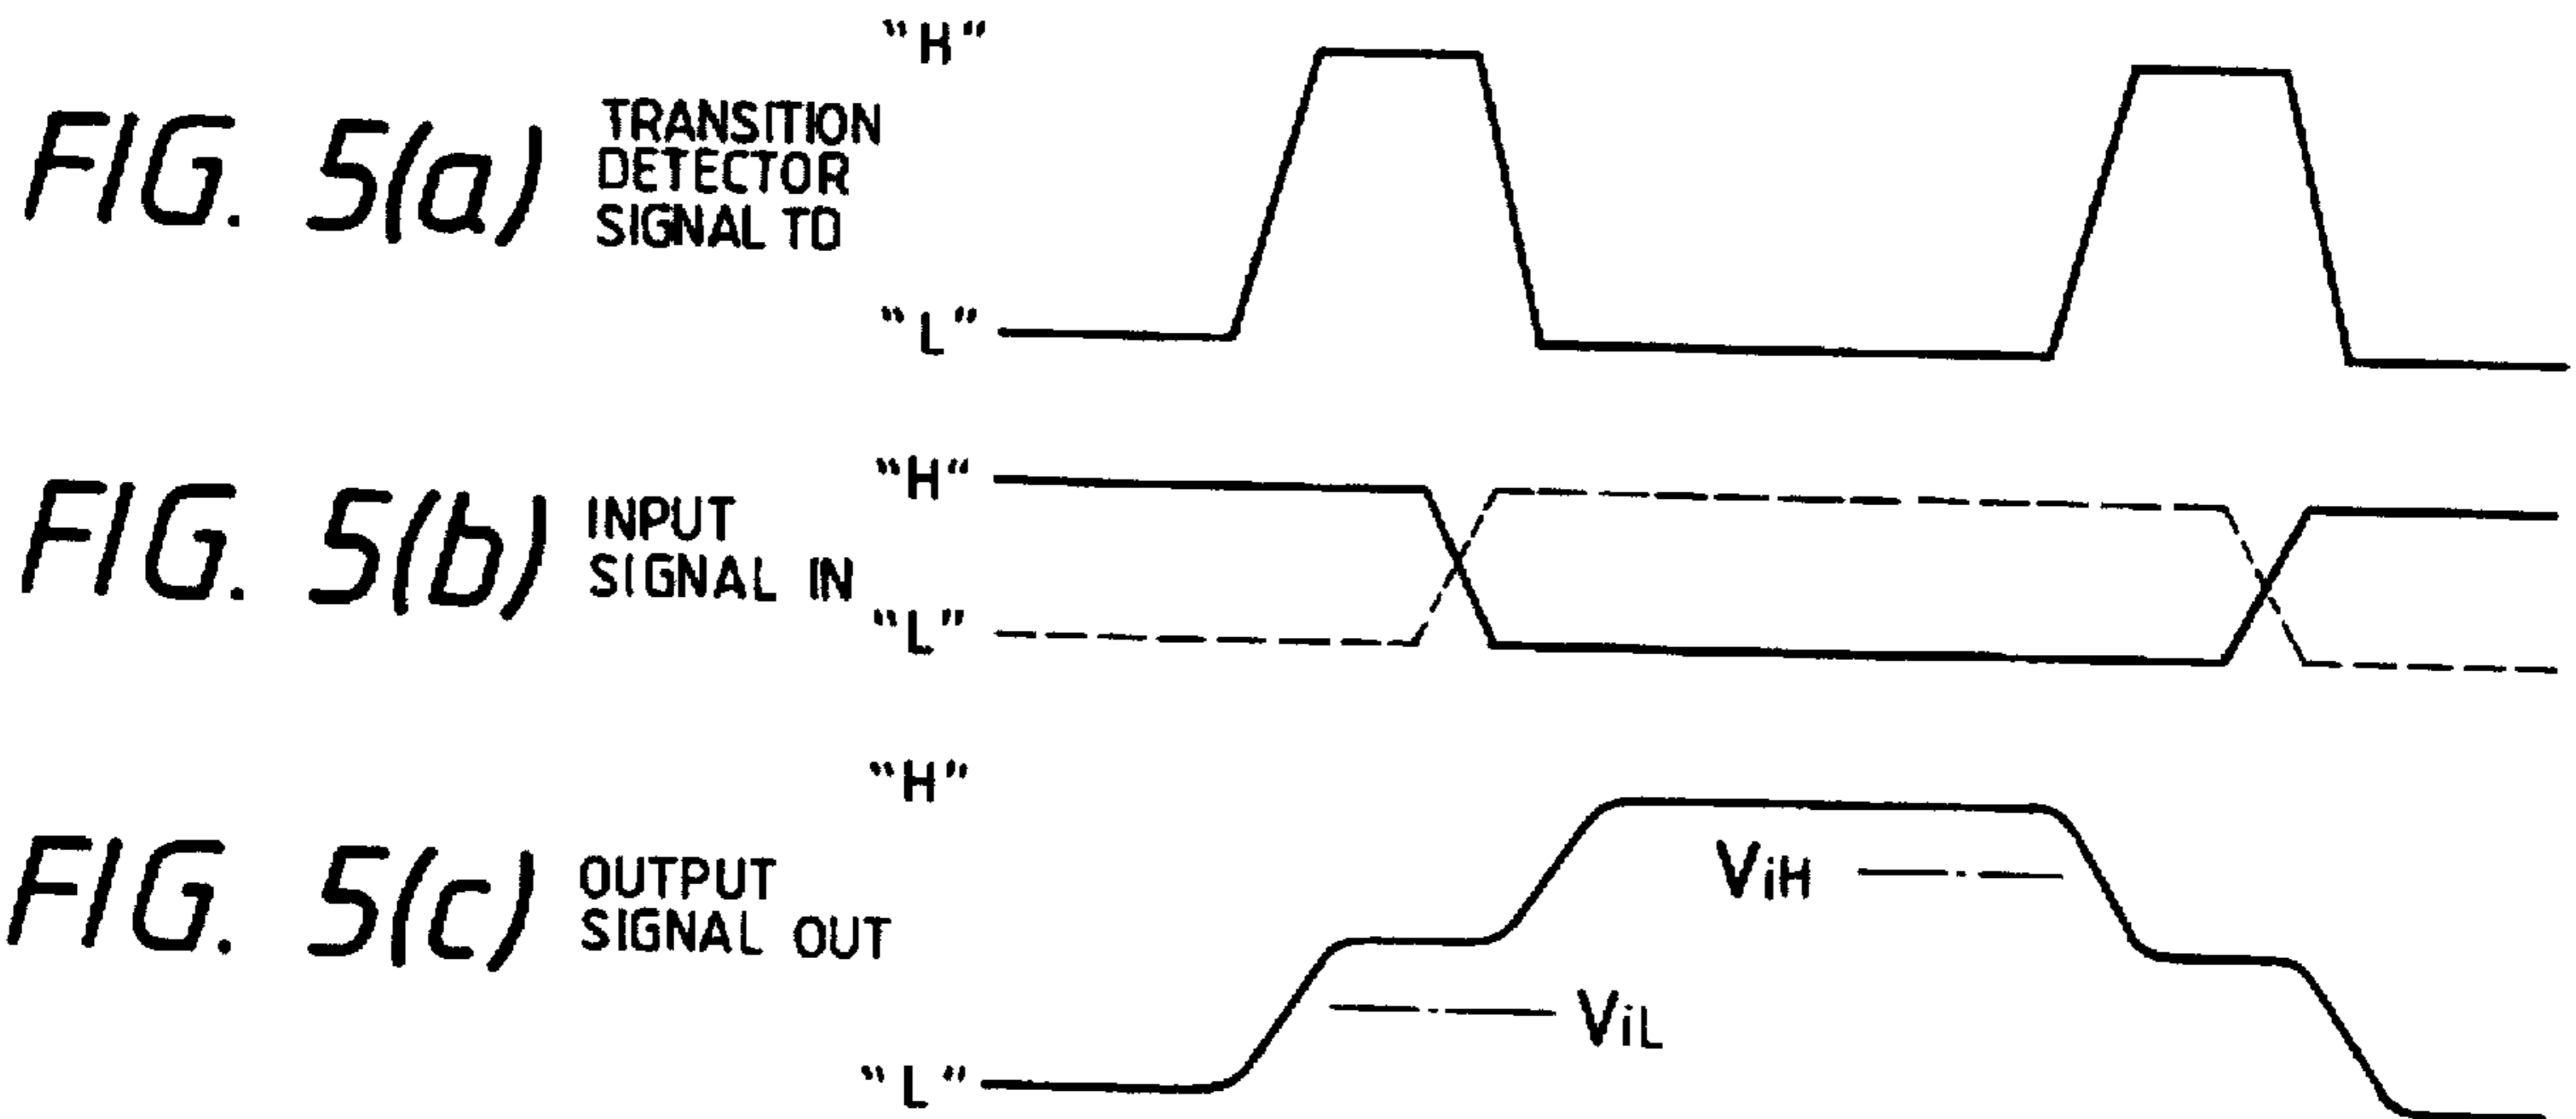 FIG. 5(a)
TRANSITION
DETECTOR
SIGNAL TD
"H"
"L"
FIG. 5(b)
INPUT
SIGNAL IN
"H"
"L"
FIG. 5(c)
OUTPUT
SIGNAL OUT
"H"
"L"
ViH
ViL